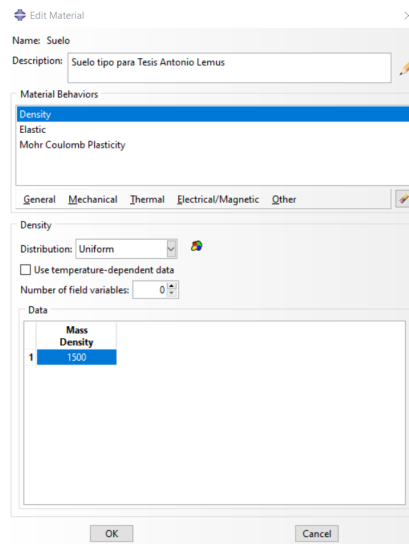 Edit Material
Name: Suelo
Description: Suelo tipo para Tesis Antonio Lemus
Material Behaviors
Density
Elastic
Mohr Coulomb Plasticity
General Mechanical Thermal Electrical/Magnetic Other
Density
Distribution: Uniform
Use temperature-dependent data
Number of field variables: 0
Data
Mass
Density
1 1500
OK Cancel